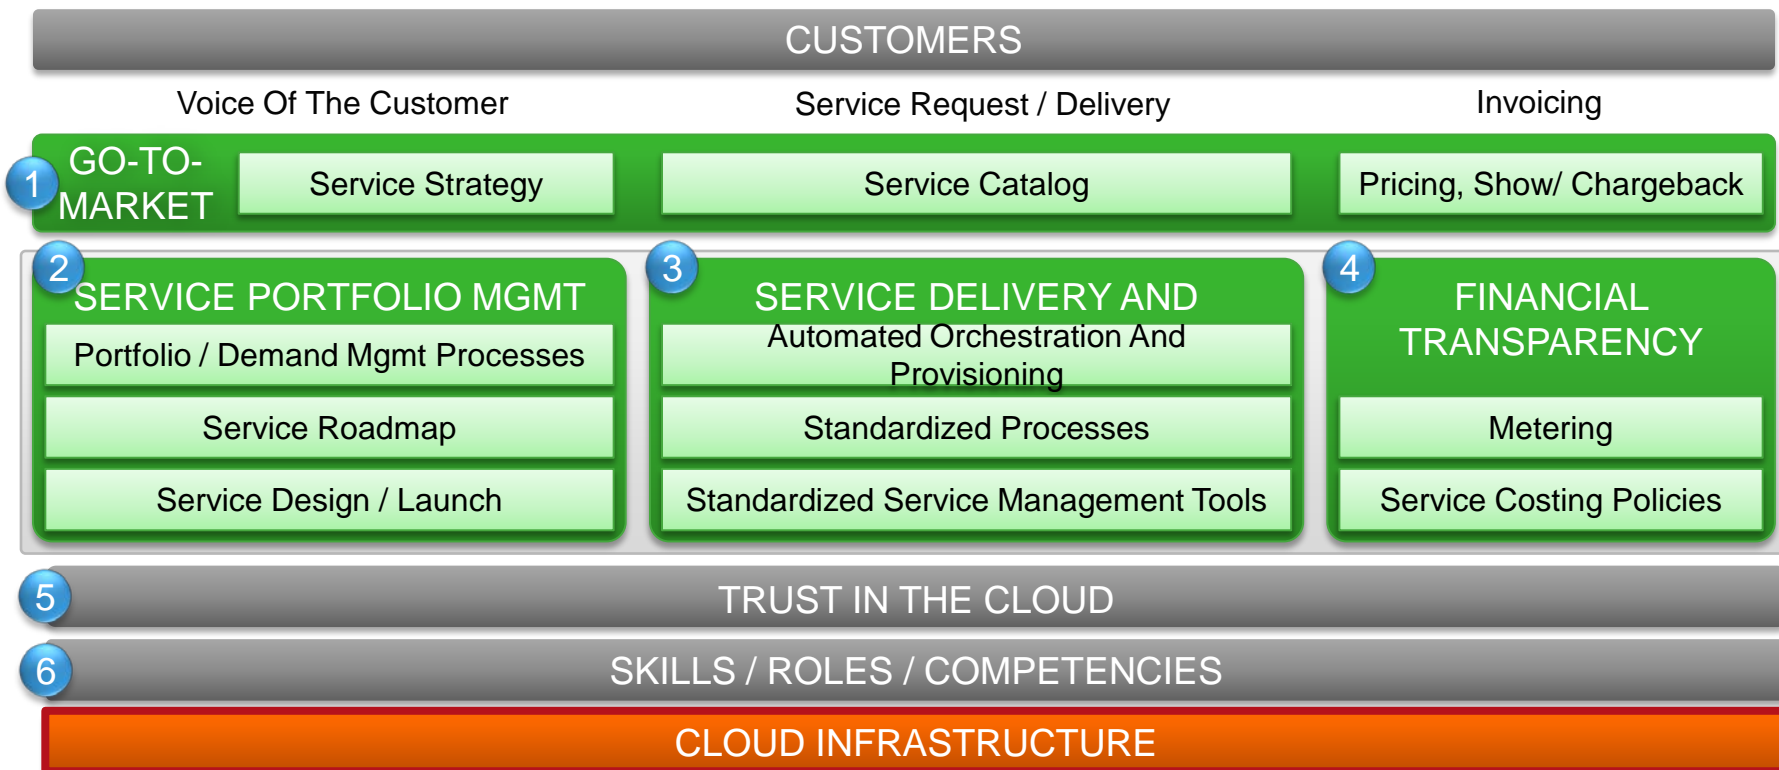 CUSTOMERS
Voice Of The Customer
Service Request / Delivery
Invoicing
1
GO-TO-
MARKET
Service Strategy
Service Catalog
Pricing, Show/ Chargeback
2
SERVICE PORTFOLIO MGMT
Portfolio / Demand Mgmt Processes
Service Roadmap
Service Design / Launch
3
SERVICE DELIVERY AND
Automated Orchestration And
Provisioning
Standardized Processes
Standardized Service Management Tools
4
FINANCIAL
TRANSPARENCY
Metering
Service Costing Policies
5
TRUST IN THE CLOUD
6
SKILLS / ROLES / COMPETENCIES
CLOUD INFRASTRUCTURE